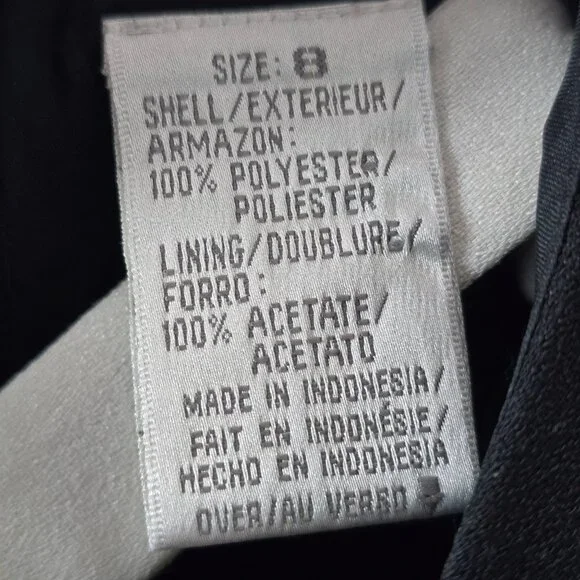 SIZE: 8
SHELL/EXTERIEUR/
ARMAZON:
100% POLYESTER/
POLIESTER
LINING/DOUBLURE/
FORRO:
100% ACETATE/
ACETATO
MADE IN INDONESIA/
FAIT EN INDONÉSIE/
HECHO EN INDONESIA
OVER/AU VERSO